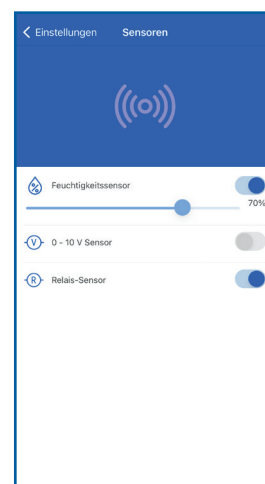 Einstellungen Sensoren
Feuchtigkeitssensor
70%
V 0 - 10 V Sensor
R Relais-Sensor